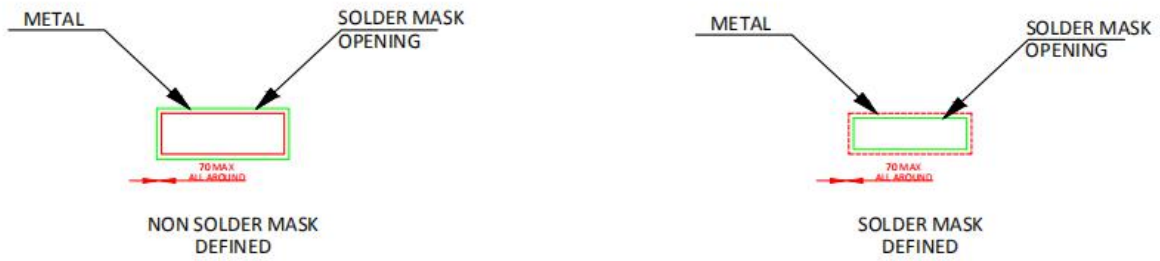 METAL
SOLDER MASK
OPENING
70 MAX
ALL AROUND
NON SOLDER MASK
DEFINED
METAL
SOLDER MASK
OPENING
70 MAX
ALL AROUND
SOLDER MASK
DEFINED